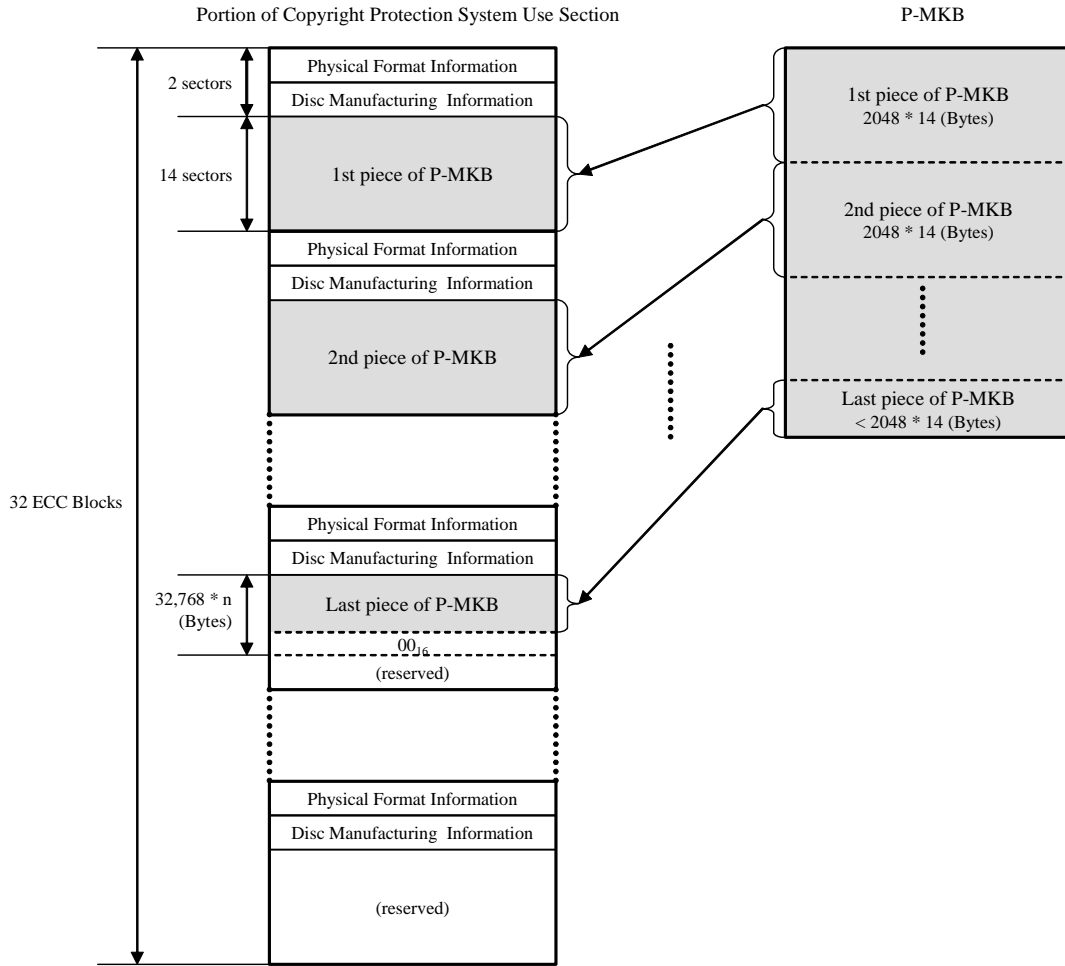 Portion of Copyright Protection System Use Section
P-MKB
2 sectors
Physical Format Information
Disc Manufacturing  Information
14 sectors
1st piece of P-MKB
1st piece of P-MKB
2048 * 14 (Bytes)
Physical Format Information
Disc Manufacturing  Information
2nd piece of P-MKB
2nd piece of P-MKB
2048 * 14 (Bytes)
Last piece of P-MKB
< 2048 * 14 (Bytes)
32 ECC Blocks
Physical Format Information
Disc Manufacturing  Information
32,768 * n
(Bytes)
Last piece of P-MKB
00₁₆
(reserved)
Physical Format Information
Disc Manufacturing  Information
(reserved)